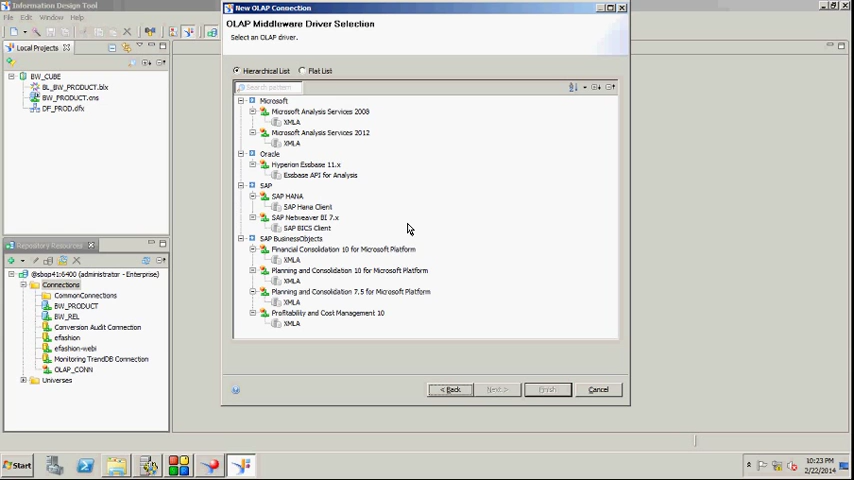 Information Design Tool
File Edit Window Help
Local Projects
BW_CUBE
BL_BW_PRODUCT.blx
BW_PRODUCT.cns
DF_PROD.dfx
Repository Resources
@sbop41:6400 (administrator - Enterprise)
Connections
CommonConnections
BW_PRODUCT
BW_REL
Conversion Audit Connection
efashion
efashion-webi
Monitoring TrendDB Connection
OLAP_CONN
Universes
New OLAP Connection
OLAP Middleware Driver Selection
Select an OLAP driver.
Hierarchical List Flat List
Search pattern
Microsoft
Microsoft Analysis Services 2008
XMLA
Microsoft Analysis Services 2012
XMLA
Oracle
Hyperion Essbase 11.x
Essbase API for Analysis
SAP
SAP HANA
SAP Hana Client
SAP Netweaver BI 7.x
SAP BICS Client
SAP BusinessObjects
Financial Consolidation 10 for Microsoft Platform
XMLA
Planning and Consolidation 10 for Microsoft Platform
XMLA
Planning and Consolidation 7.5 for Microsoft Platform
XMLA
Profitability and Cost Management 10
XMLA
< Back Next > Finish Cancel
Start
10:23 PM
2/22/2014